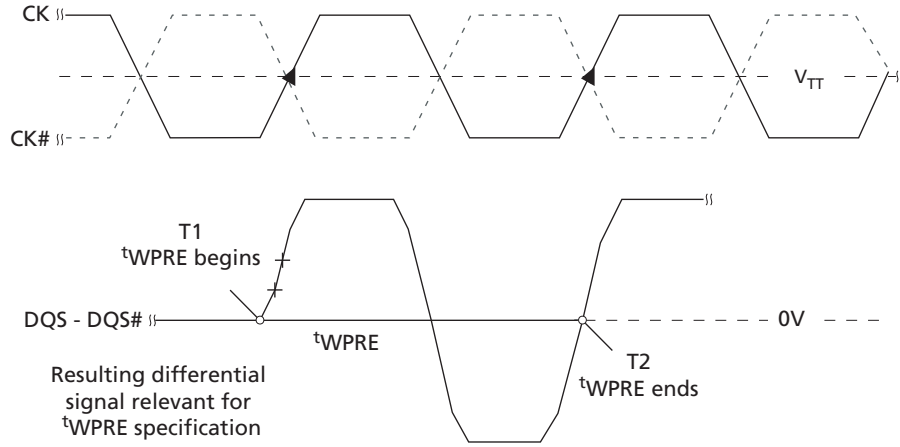 CK
V_TT
CK#
T1
ᵗWPRE begins
DQS - DQS#
0V
ᵗWPRE
T2
ᵗWPRE ends
Resulting differential
signal relevant for
ᵗWPRE specification